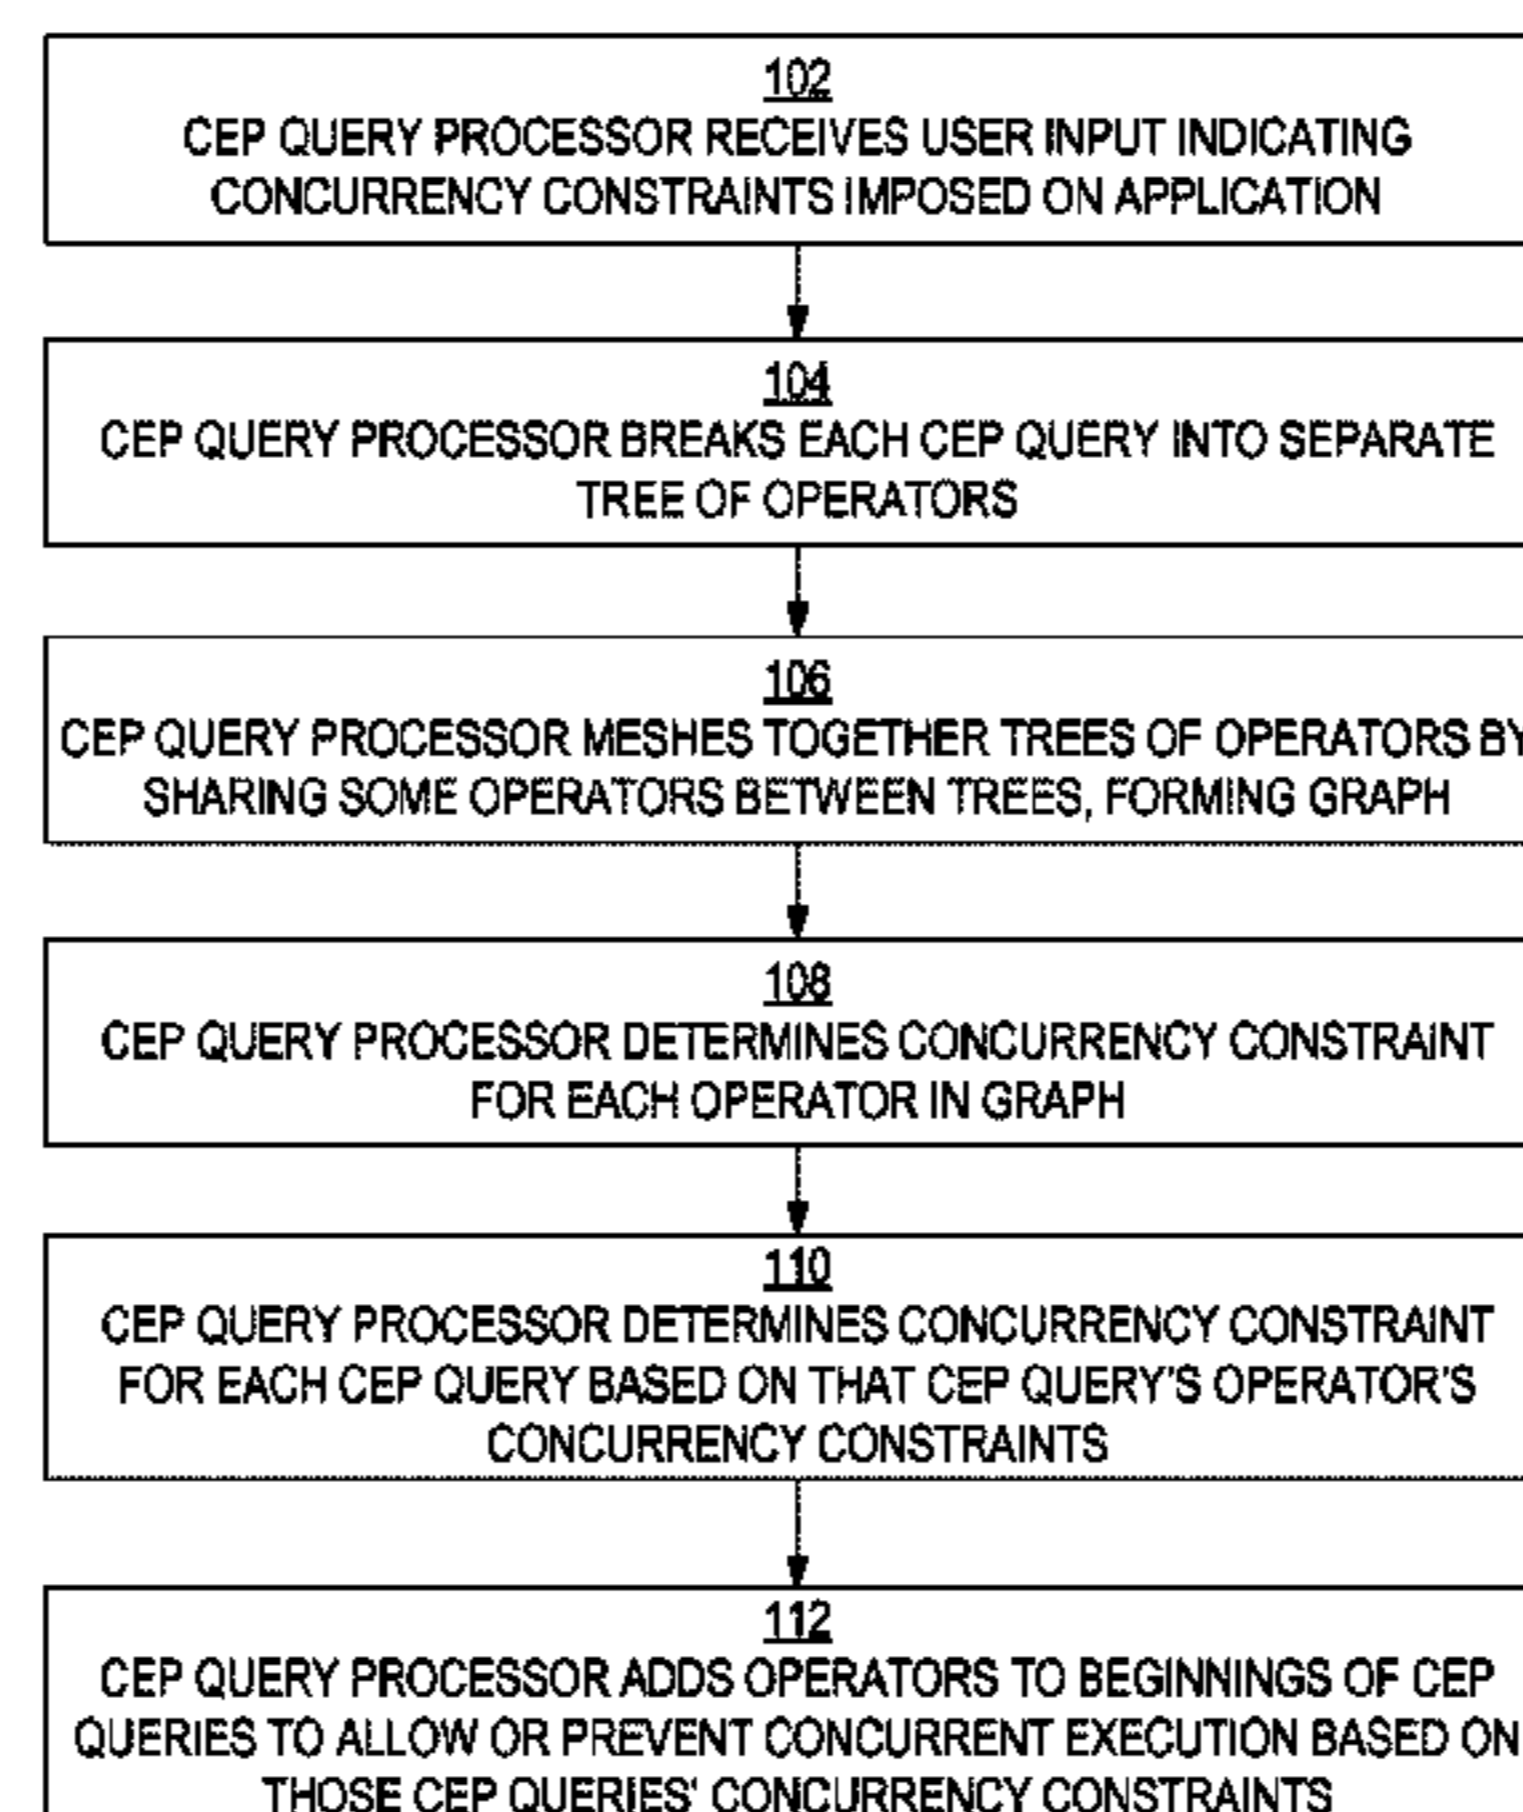 102
CEP QUERY PROCESSOR RECEIVES USER INPUT INDICATING
CONCURRENCY CONSTRAINTS IMPOSED ON APPLICATION
104
CEP QUERY PROCESSOR BREAKS EACH CEP QUERY INTO SEPARATE
TREE OF OPERATORS
106
CEP QUERY PROCESSOR MESHES TOGETHER TREES OF OPERATORS BY
SHARING SOME OPERATORS BETWEEN TREES, FORMING GRAPH
108
CEP QUERY PROCESSOR DETERMINES CONCURRENCY CONSTRAINT
FOR EACH OPERATOR IN GRAPH
110
CEP QUERY PROCESSOR DETERMINES CONCURRENCY CONSTRAINT
FOR EACH CEP QUERY BASED ON THAT CEP QUERY'S OPERATOR'S
CONCURRENCY CONSTRAINTS
112
CEP QUERY PROCESSOR ADDS OPERATORS TO BEGINNINGS OF CEP
QUERIES TO ALLOW OR PREVENT CONCURRENT EXECUTION BASED ON
THOSE CEP QUERIES' CONCURRENCY CONSTRAINTS